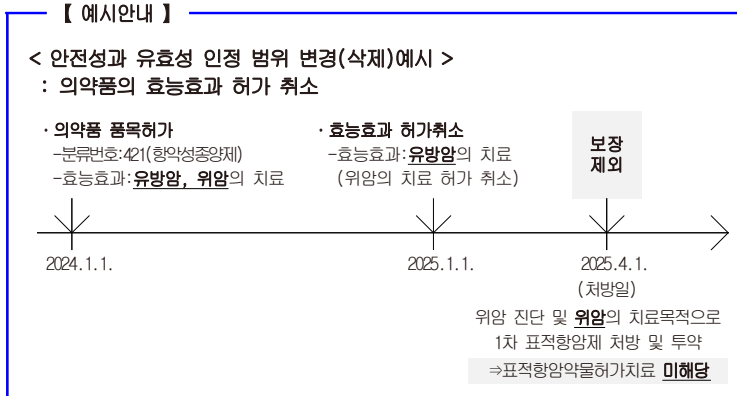 【 예시안내 】
< 안전성과 유효성 인정 범위 변경(삭제)예시 >
: 의약품의 효능효과 허가 취소
· 의약품 품목허가
-분류번호:421(항악성종양제)
-효능효과:유방암, 위암의 치료
· 효능효과 허가취소
-효능효과:유방암의 치료
(위암의 치료 허가 취소)
보장
제외
2024.1.1.
2025.1.1.
2025.4.1.
(처방일)
위암 진단 및 위암의 치료목적으로
1차 표적항암제 처방 및 투약
⇒표적항암약물허가치료 미해당